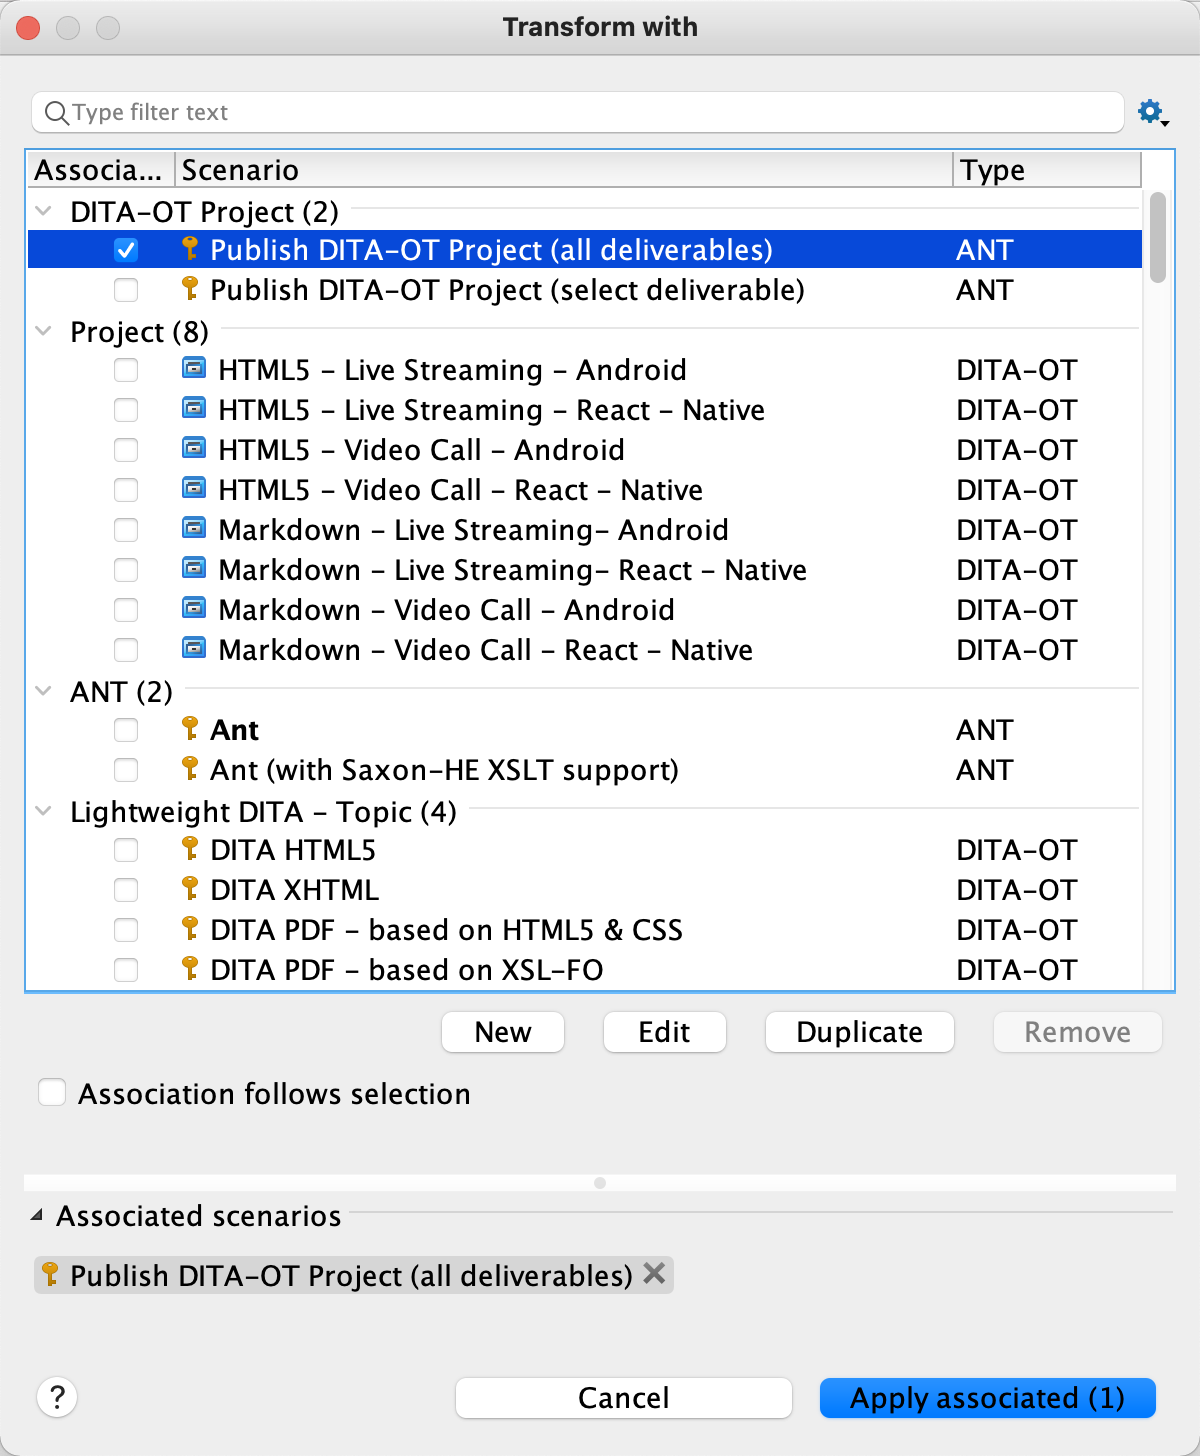 Transform with
Type filter text
Associa... Scenario Type
DITA-OT Project (2)
Publish DITA-OT Project (all deliverables) ANT
Publish DITA-OT Project (select deliverable) ANT
Project (8)
HTML5 - Live Streaming - Android DITA-OT
HTML5 - Live Streaming - React - Native DITA-OT
HTML5 - Video Call - Android DITA-OT
HTML5 - Video Call - React - Native DITA-OT
Markdown - Live Streaming- Android DITA-OT
Markdown - Live Streaming- React - Native DITA-OT
Markdown - Video Call - Android DITA-OT
Markdown - Video Call - React - Native DITA-OT
ANT (2)
Ant ANT
Ant (with Saxon-HE XSLT support) ANT
Lightweight DITA - Topic (4)
DITA HTML5 DITA-OT
DITA XHTML DITA-OT
DITA PDF - based on HTML5 & CSS DITA-OT
DITA PDF - based on XSL-FO DITA-OT
New Edit Duplicate Remove
Association follows selection
Associated scenarios
Publish DITA-OT Project (all deliverables)
? Cancel Apply associated (1)